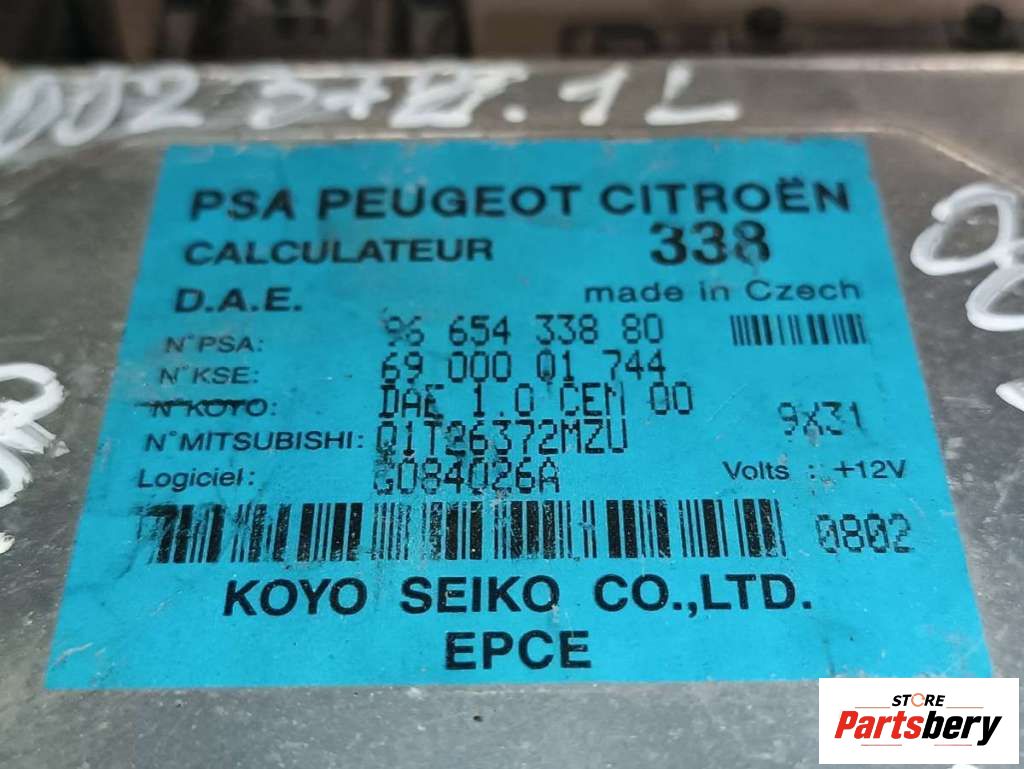 PSA PEUGEOT CITROËN
CALCULATEUR 338
D.A.E. made in Czech
N°PSA: 96 654 338 80
N°KSE: 69 000 01 744
N°KOYO: DAE 1.0 CEM 00
9X31
N°MITSUBISHI: Q1T26372MZU
Logiciel: G084026A Volts : +12V
0802
KOYO SEIKO CO.,LTD.
EPCE
STORE
Partsbery